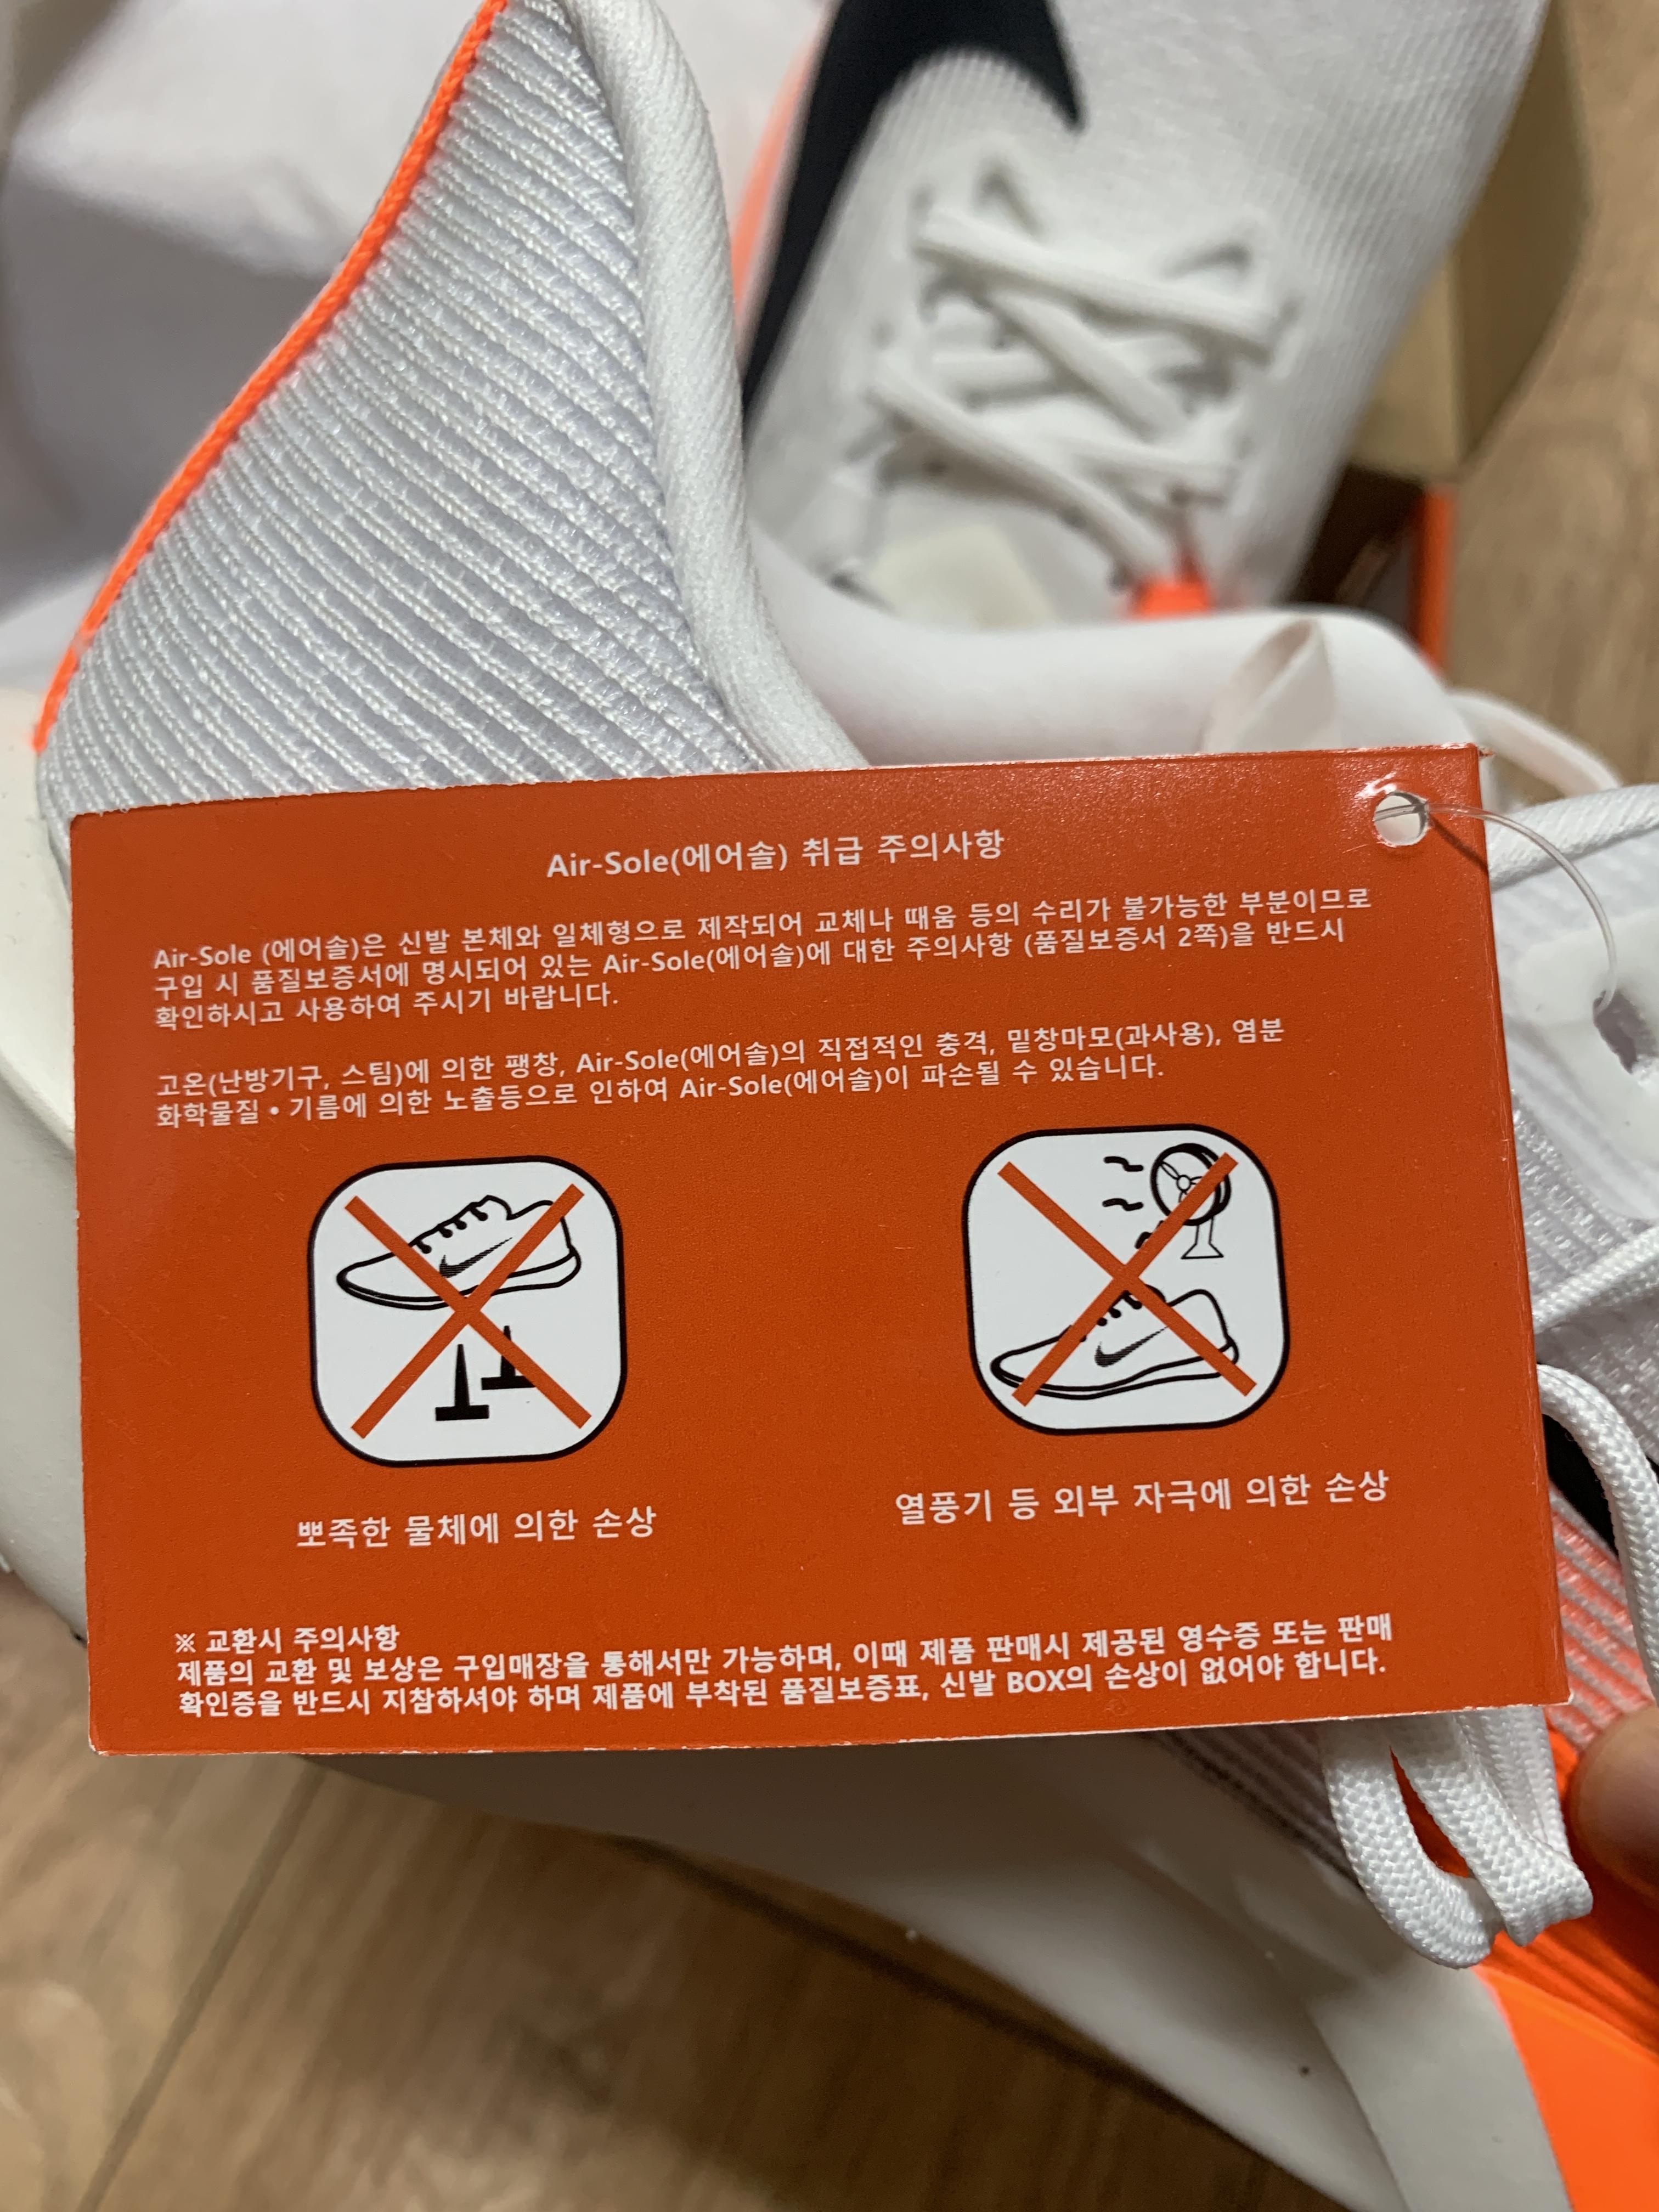 Air-Sole(에어솔) 취급 주의사항
Air-Sole (에어솔)은 신발 본체와 일체형으로 제작되어 교체나 때움 등의 수리가 불가능한 부분이므로
구입 시 품질보증서에 명시되어 있는 Air-Sole(에어솔)에 대한 주의사항 (품질보증서 2쪽)을 반드시
확인하시고 사용하여 주시기 바랍니다.
고온(난방기구, 스팀)에 의한 팽창, Air-Sole(에어솔)의 직접적인 충격, 밑창마모(과사용), 염분
화학물질 • 기름에 의한 노출등으로 인하여 Air-Sole(에어솔)이 파손될 수 있습니다.
뽀족한 물체에 의한 손상
열풍기 등 외부 자극에 의한 손상
※ 교환시 주의사항
제품의 교환 및 보상은 구입매장을 통해서만 가능하며, 이때 제품 판매시 제공된 영수증 또는 판매
확인증을 반드시 지참하셔야 하며 제품에 부착된 품질보증표, 신발 BOX의 손상이 없어야 합니다.